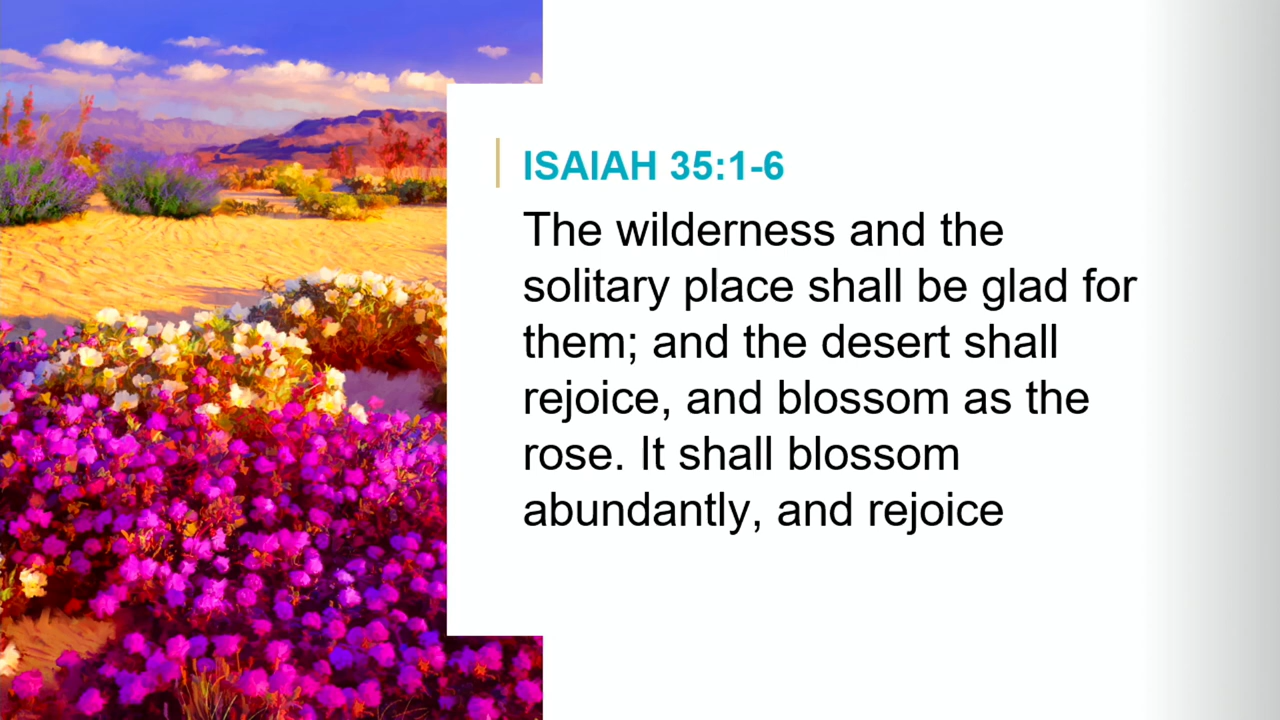 ISAIAH 35:1-6
The wilderness and the
solitary place shall be glad for
them; and the desert shall
rejoice, and blossom as the
rose. It shall blossom
abundantly, and rejoice